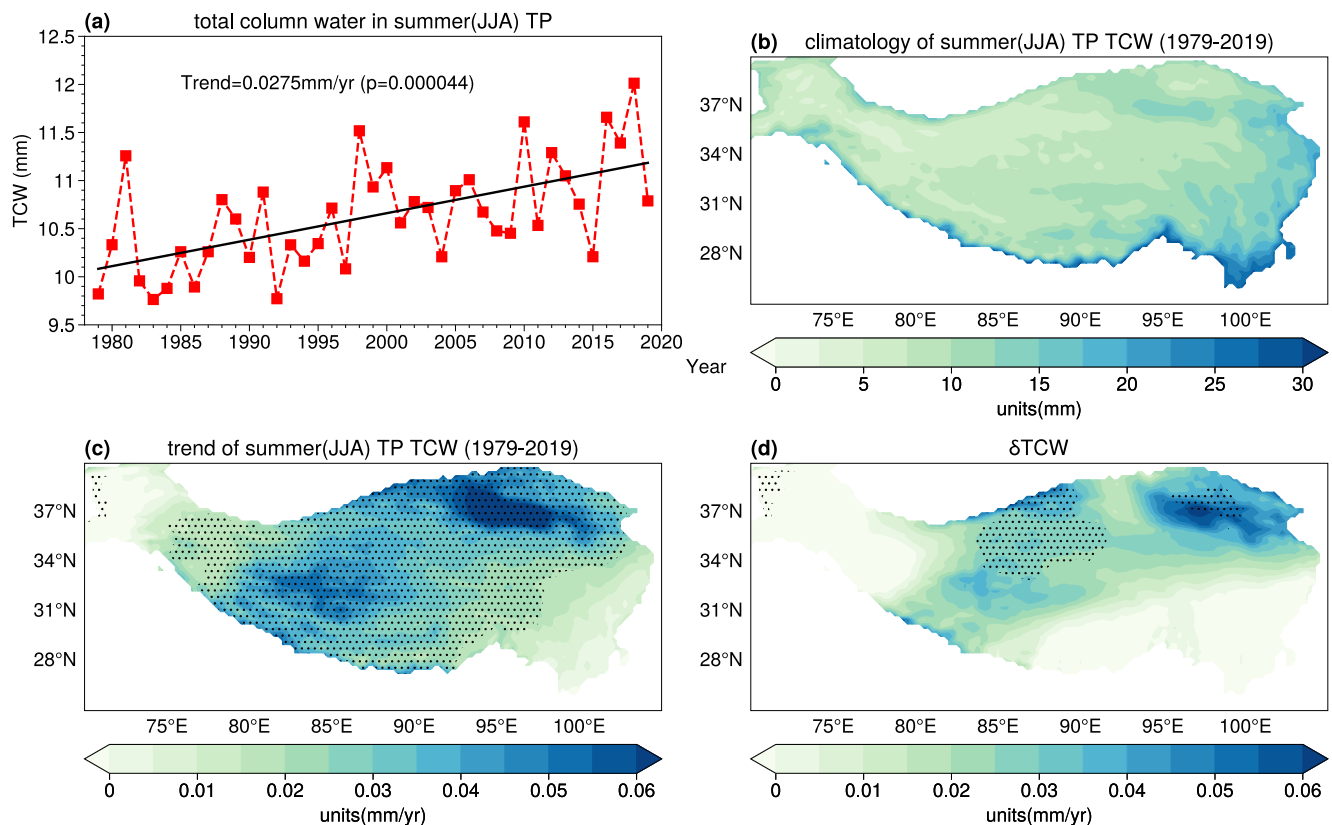 (a) total column water in summer(JJA) TP
Trend=0.0275mm/yr (p=0.000044)
TCW (mm)
12.5
12
11.5
11
10.5
10
9.5
1980 1985 1990 1995 2000 2005 2010 2015 2020
Year
(b) climatology of summer(JJA) TP TCW (1979-2019)
37°N
34°N
31°N
28°N
75°E 80°E 85°E 90°E 95°E 100°E
0 5 10 15 20 25 30
units(mm)
(c) trend of summer(JJA) TP TCW (1979-2019)
37°N
34°N
31°N
28°N
75°E 80°E 85°E 90°E 95°E 100°E
0 0.01 0.02 0.03 0.04 0.05 0.06
units(mm/yr)
(d) δTCW
37°N
34°N
31°N
28°N
75°E 80°E 85°E 90°E 95°E 100°E
0 0.01 0.02 0.03 0.04 0.05 0.06
units(mm/yr)